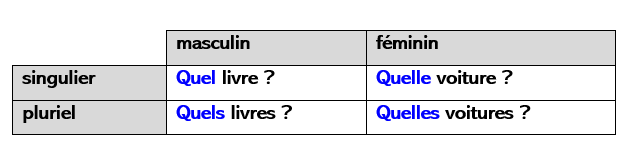 masculin féminin
singulier Quel livre ? Quelle voiture ?
pluriel Quels livres ? Quelles voitures ?